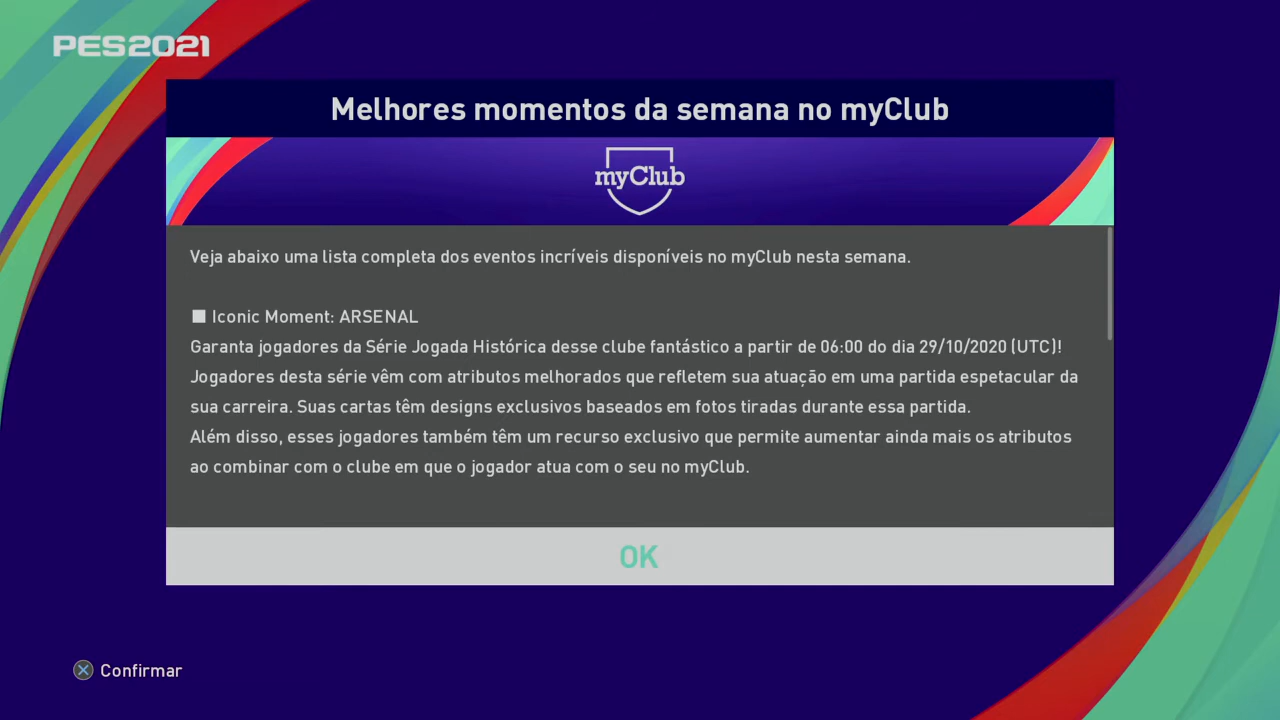 PES2021
Melhores momentos da semana no myClub
myClub
Veja abaixo uma lista completa dos eventos incríveis disponíveis no myClub nesta semana.
■ Iconic Moment: ARSENAL
Garanta jogadores da Série Jogada Histórica desse clube fantástico a partir de 06:00 do dia 29/10/2020 (UTC)!
Jogadores desta série vêm com atributos melhorados que refletem sua atuação em uma partida espetacular da
sua carreira. Suas cartas têm designs exclusivos baseados em fotos tiradas durante essa partida.
Além disso, esses jogadores também têm um recurso exclusivo que permite aumentar ainda mais os atributos
ao combinar com o clube em que o jogador atua com o seu no myClub.
OK
Confirmar